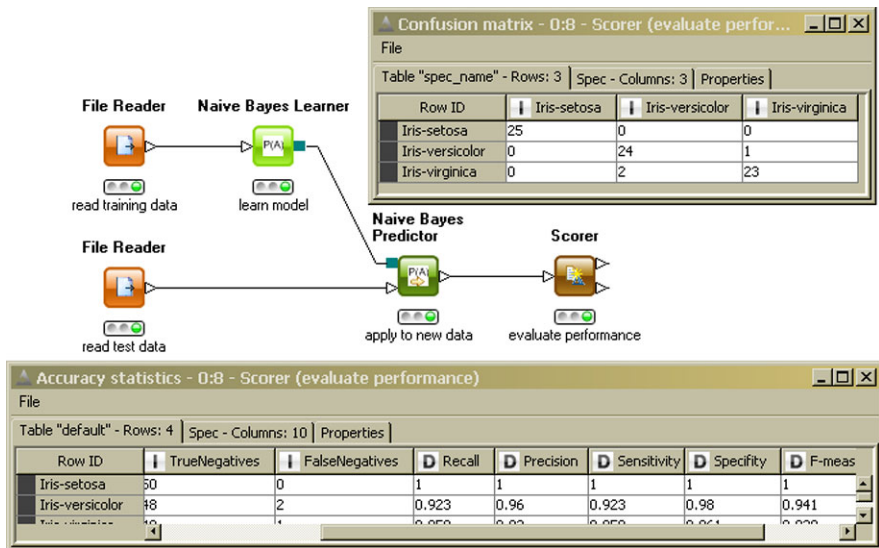 Confusion matrix - 0:8 - Scorer (evaluate perfor...
File
Table "spec_name" - Rows: 3 Spec - Columns: 3 Properties
Row ID I Iris-setosa I Iris-versicolor I Iris-virginica
Iris-setosa 25 0 0
Iris-versicolor 0 24 1
Iris-virginica 0 2 23
File Reader
Naive Bayes Learner
P(A)
read training data
learn model
File Reader
Naive Bayes
Predictor
Scorer
P(A)
read test data
apply to new data
evaluate performance
Accuracy statistics - 0:8 - Scorer (evaluate performance)
File
Table "default" - Rows: 4 Spec - Columns: 10 Properties
Row ID I TrueNegatives I FalseNegatives D Recall D Precision D Sensitivity D Specifity D F-meas
Iris-setosa 50 0 1 1 1 1 1
Iris-versicolor 48 2 0.923 0.96 0.923 0.98 0.941